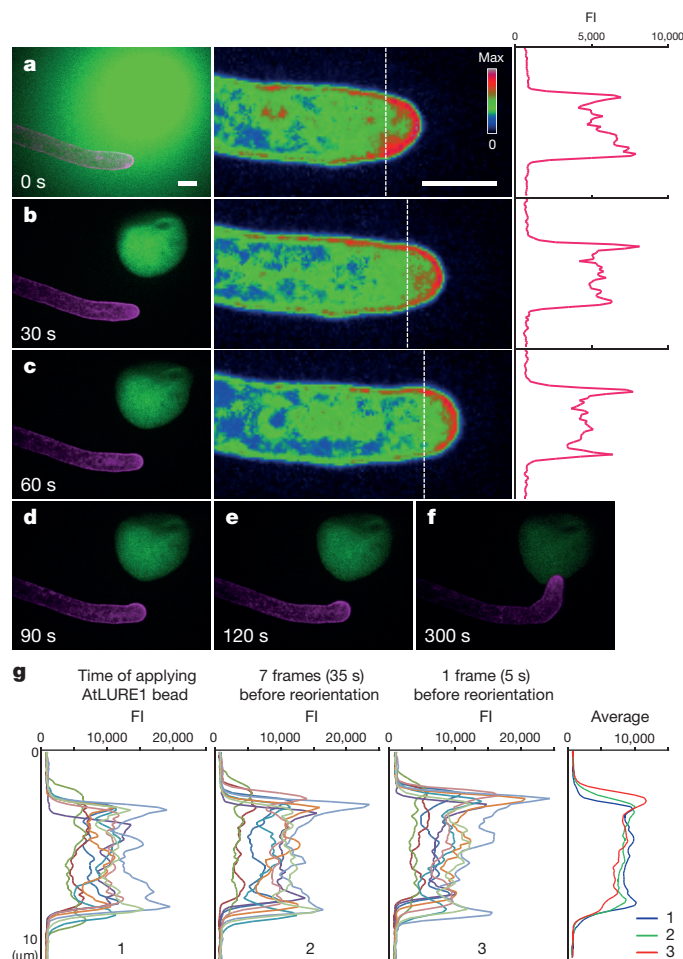 FI
0 5,000 10,000
a
Max
0
0 s
b
30 s
c
60 s
d
90 s
e
120 s
f
300 s
g
Time of applying AtLURE1 bead
7 frames (35 s) before reorientation
1 frame (5 s) before reorientation
FI
FI
FI
Average
0 10,000 20,000
0 10,000 20,000
0 10,000 20,000
0 10,000
0
10
(μm)
1
2
3
1
2
3